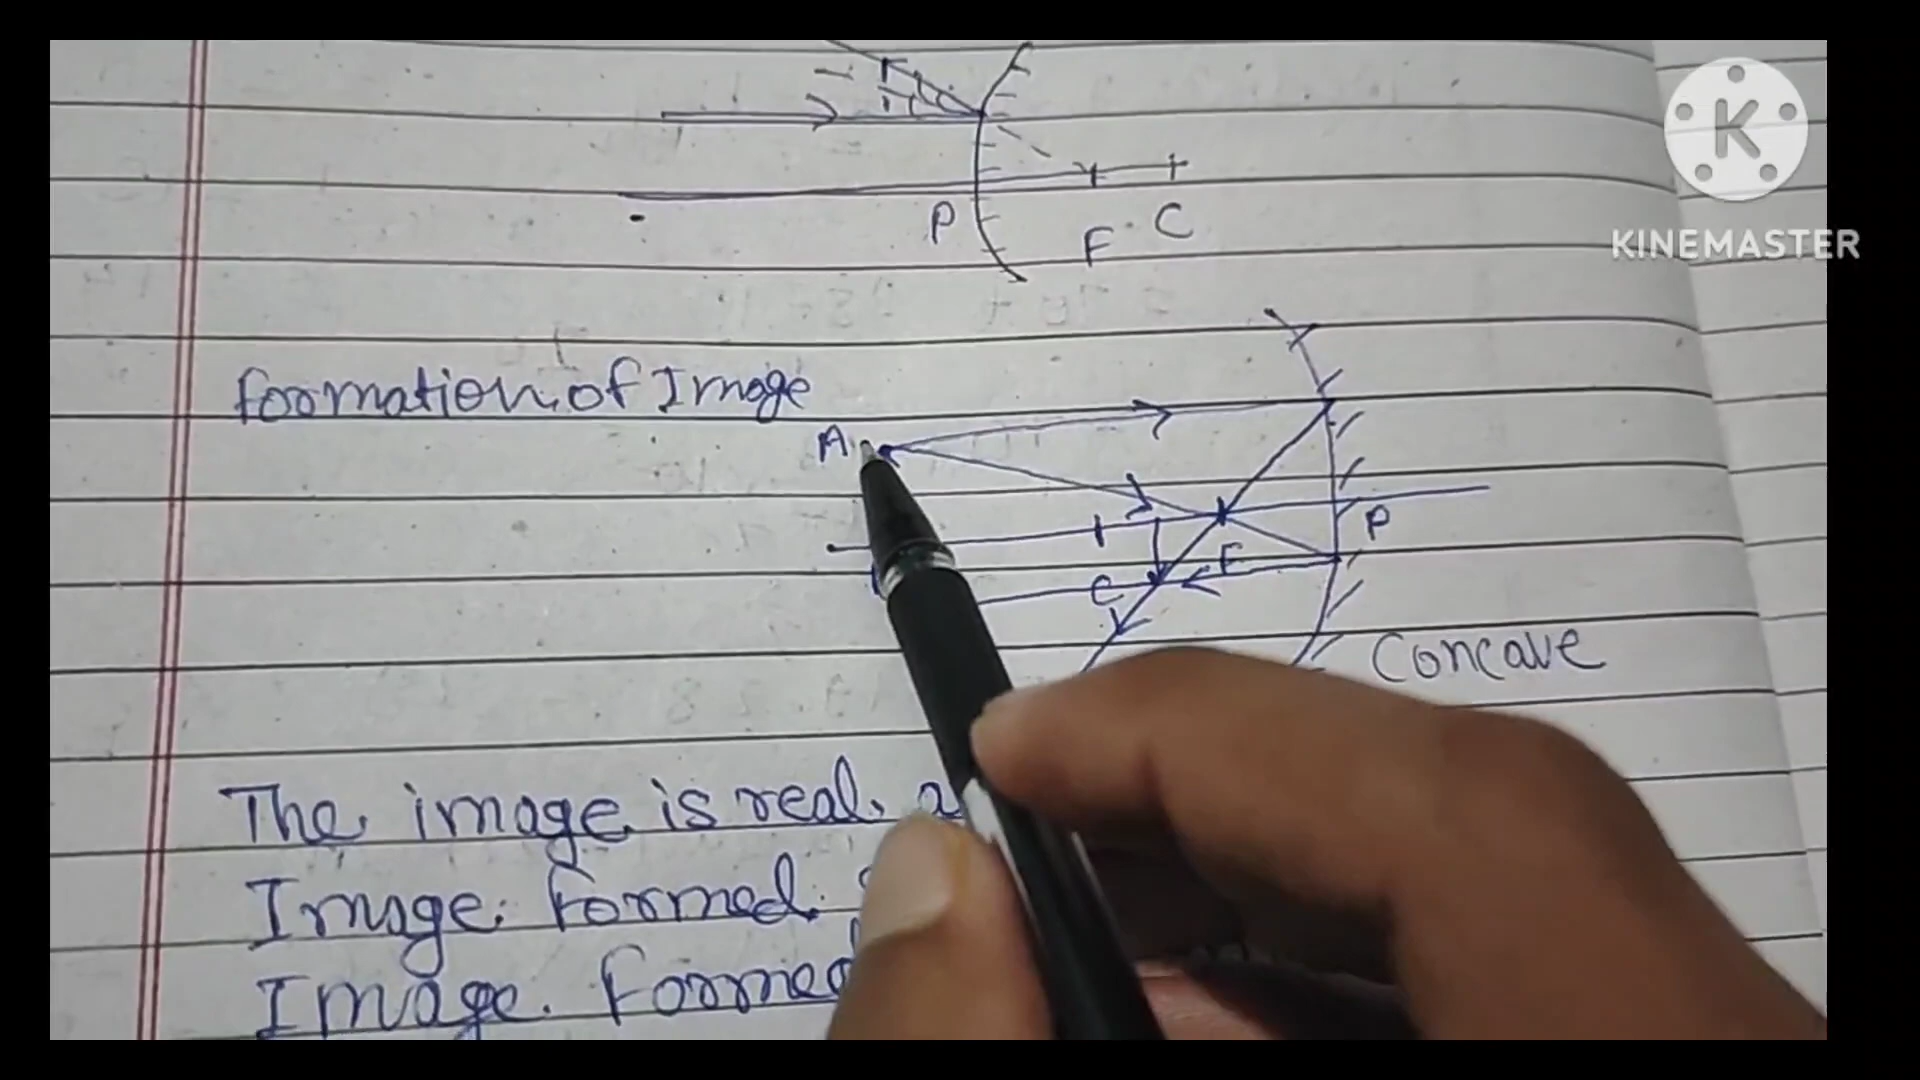 P
F
C
KINEMASTER
Formation of Image
A
P
C
F
Concave
The image is real.
Image. Formed
Image. Formed